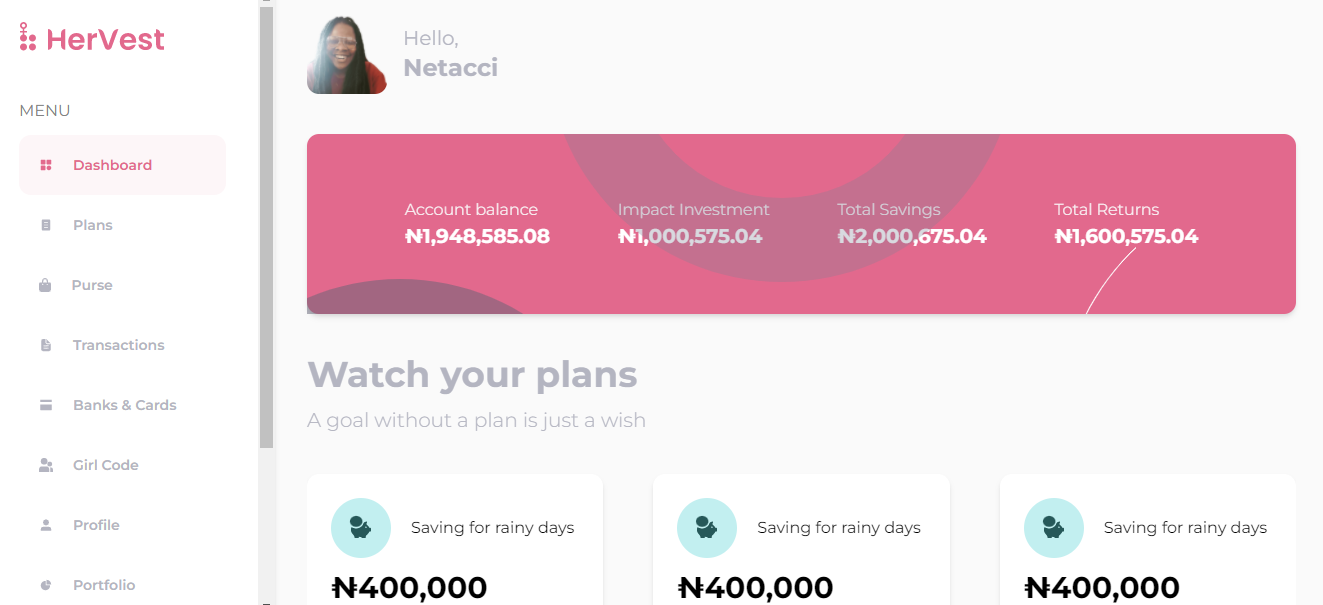 HerVest
MENU
Dashboard
Plans
Purse
Transactions
Banks & Cards
Girl Code
Profile
Portfolio
Hello,
Netacci
Account balance
₦1,948,585.08
Impact Investment
₦1,000,575.04
Total Savings
₦2,000,675.04
Total Returns
₦1,600,575.04
Watch your plans
A goal without a plan is just a wish
Saving for rainy days
₦400,000
Saving for rainy days
₦400,000
Saving for rainy days
₦400,000